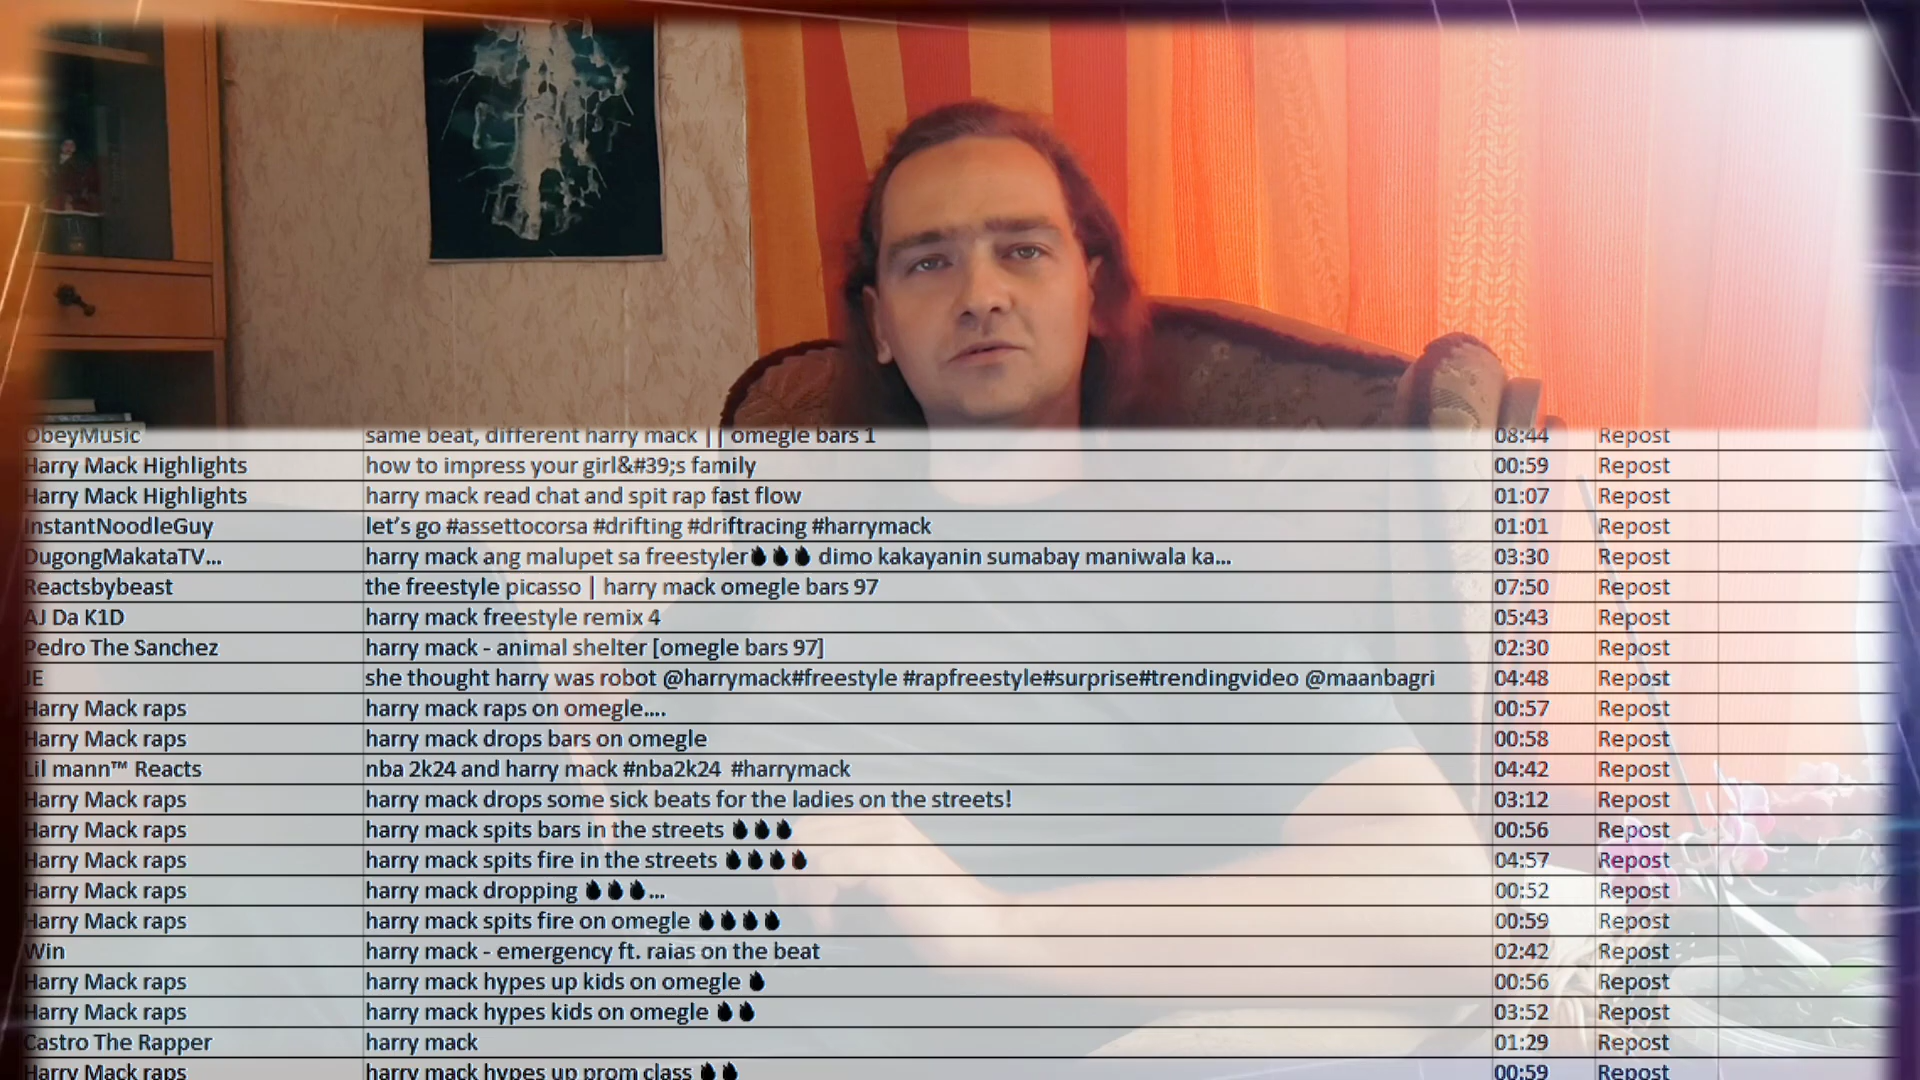 ObeyMusic same beat, different harry mack || omegle bars 1 08:44 Repost
Harry Mack Highlights how to impress your girl&#39;s family 00:59 Repost
Harry Mack Highlights harry mack read chat and spit rap fast flow 01:07 Repost
InstantNoodleGuy let’s go #assettocorsa #drifting #driftracing #harrymack 01:01 Repost
DugongMakataTV... harry mack ang malupet sa freestyler🔥🔥🔥 dimo kakayanin sumabay maniwala ka... 03:30 Repost
Reactsbybeast the freestyle picasso | harry mack omegle bars 97 07:50 Repost
AJ Da K1D harry mack freestyle remix 4 05:43 Repost
Pedro The Sanchez harry mack - animal shelter [omegle bars 97] 02:30 Repost
JE she thought harry was robot @harrymack#freestyle #rapfreestyle#surprise#trendingvideo @maanbagri 04:48 Repost
Harry Mack raps harry mack raps on omegle.... 00:57 Repost
Harry Mack raps harry mack drops bars on omegle 00:58 Repost
Lil mann™ Reacts nba 2k24 and harry mack #nba2k24 #harrymack 04:42 Repost
Harry Mack raps harry mack drops some sick beats for the ladies on the streets! 03:12 Repost
Harry Mack raps harry mack spits bars in the streets 🔥🔥🔥 00:56 Repost
Harry Mack raps harry mack spits fire in the streets 🔥🔥🔥🔥 04:57 Repost
Harry Mack raps harry mack dropping 🔥🔥🔥... 00:52 Repost
Harry Mack raps harry mack spits fire on omegle 🔥🔥🔥🔥 00:59 Repost
Win harry mack - emergency ft. raias on the beat 02:42 Repost
Harry Mack raps harry mack hypes up kids on omegle 🔥 00:56 Repost
Harry Mack raps harry mack hypes kids on omegle 🔥🔥 03:52 Repost
Castro The Rapper harry mack 01:29 Repost
Harry Mack raps harry mack hypes up prom class 🔥🔥 00:59 Repost